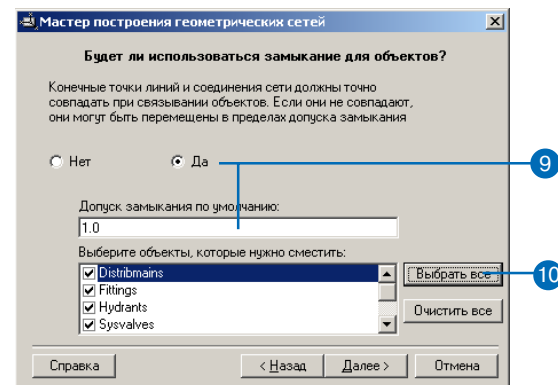 Мастер построения геометрических сетей
Будет ли использоваться замыкание для объектов?
Конечные точки линий и соединения сети должны точно
совпадать при связывании объектов. Если они не совпадают,
они могут быть перемещены в пределах допуска замыкания
Нет Да
9
Допуск замыкания по умолчанию:
1.0
Выберите объекты, которые нужно сместить:
Distribmains
Fittings
Hydrants
Sysvalves
Выбрать все
10
Очистить все
Справка < Назад Далее > Отмена